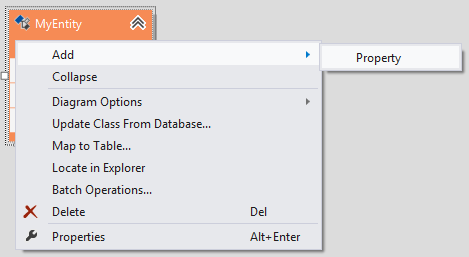 MyEntity
Add
Property
Collapse
Diagram Options
Update Class From Database...
Map to Table...
Locate in Explorer
Batch Operations...
Delete Del
Properties Alt+Enter